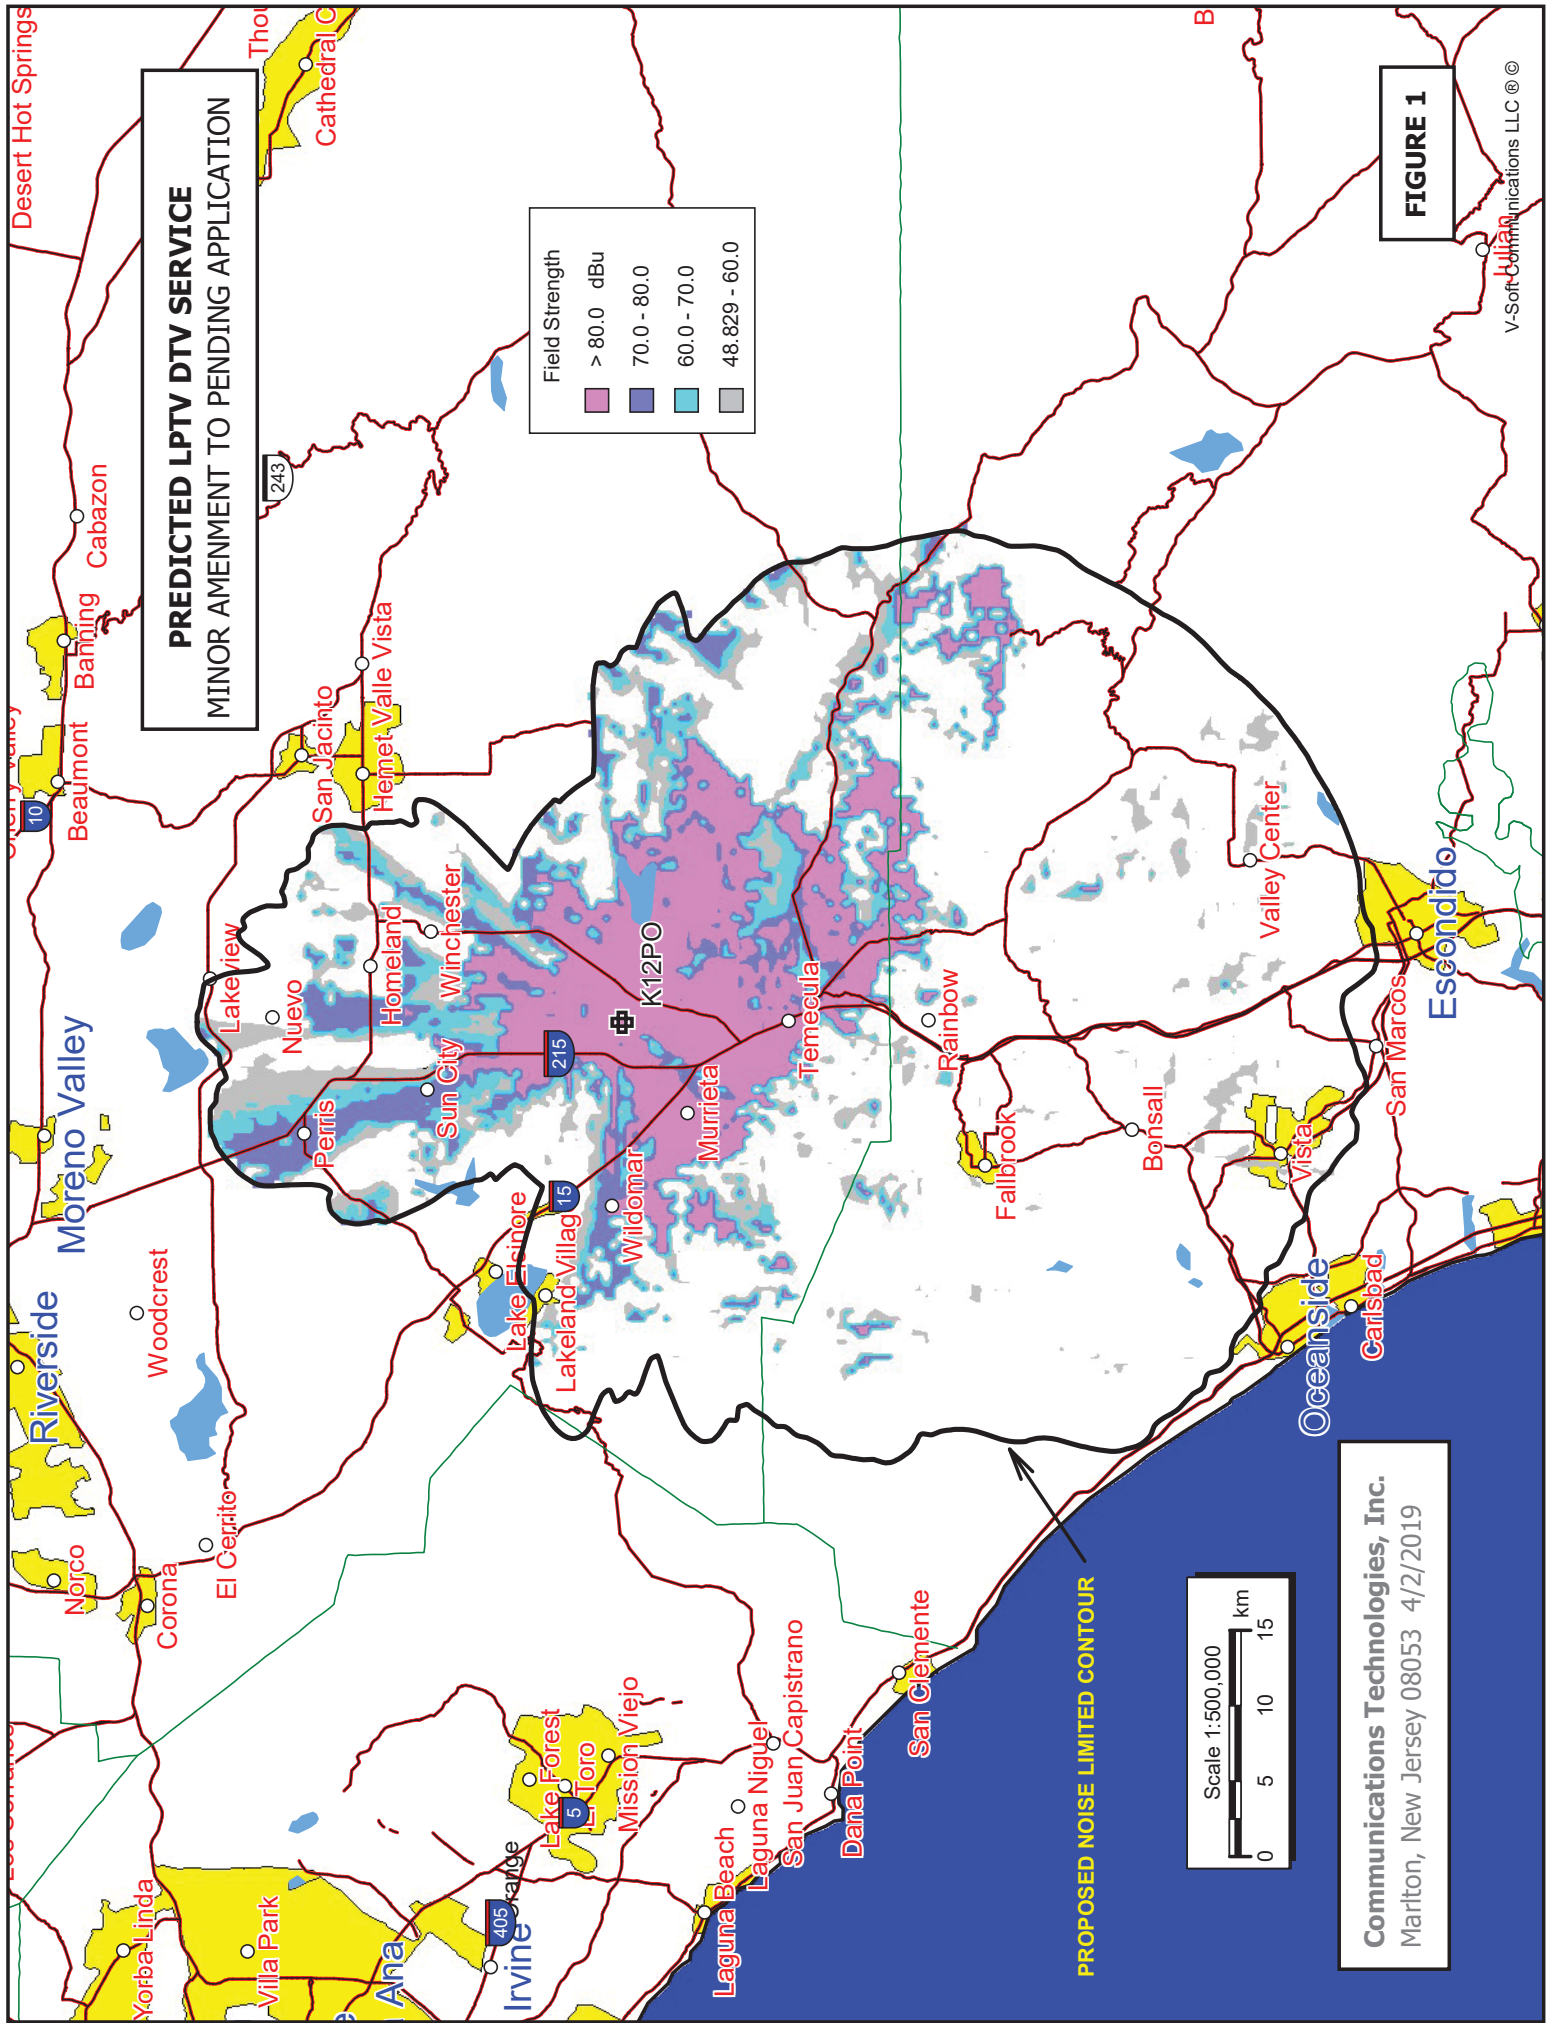 PREDICTED LPTV DTV SERVICE
MINOR AMENMENT TO PENDING APPLICATION
Field Strength
> 80.0 dBu
70.0 - 80.0
60.0 - 70.0
48.829 - 60.0
FIGURE 1
V-Soft Communications LLC ® ©
Desert Hot Springs
Thou
Cathedral C
B
Julian
243
Cabazon
Banning
Beaumont
10
San Jacinto
Hemet
Valle Vista
Lakeview
Nuevo
Homeland
Winchester
K12PO
Moreno Valley
Perris
Sun City
215
Murrieta
Temecula
Rainbow
Valley Center
Escondido
San Marcos
Riverside
Woodcrest
Lake Elsinore
15
Lakeland Villag
Wildomar
Fallbrook
Bonsall
Vista
Oceanside
Carlsbad
Norco
Corona
El Cerrito
Yorba Linda
Villa Park
Ana
Irvine
405
range
Lake Forest
5
El Toro
Mission Viejo
Laguna Beach
Laguna Niguel
San Juan Capistrano
Dana Point
San Clemente
PROPOSED NOISE LIMITED CONTOUR
Scale 1:500,000
0 5 10 15
km
Communications Technologies, Inc.
Marlton, New Jersey 08053 4/2/2019